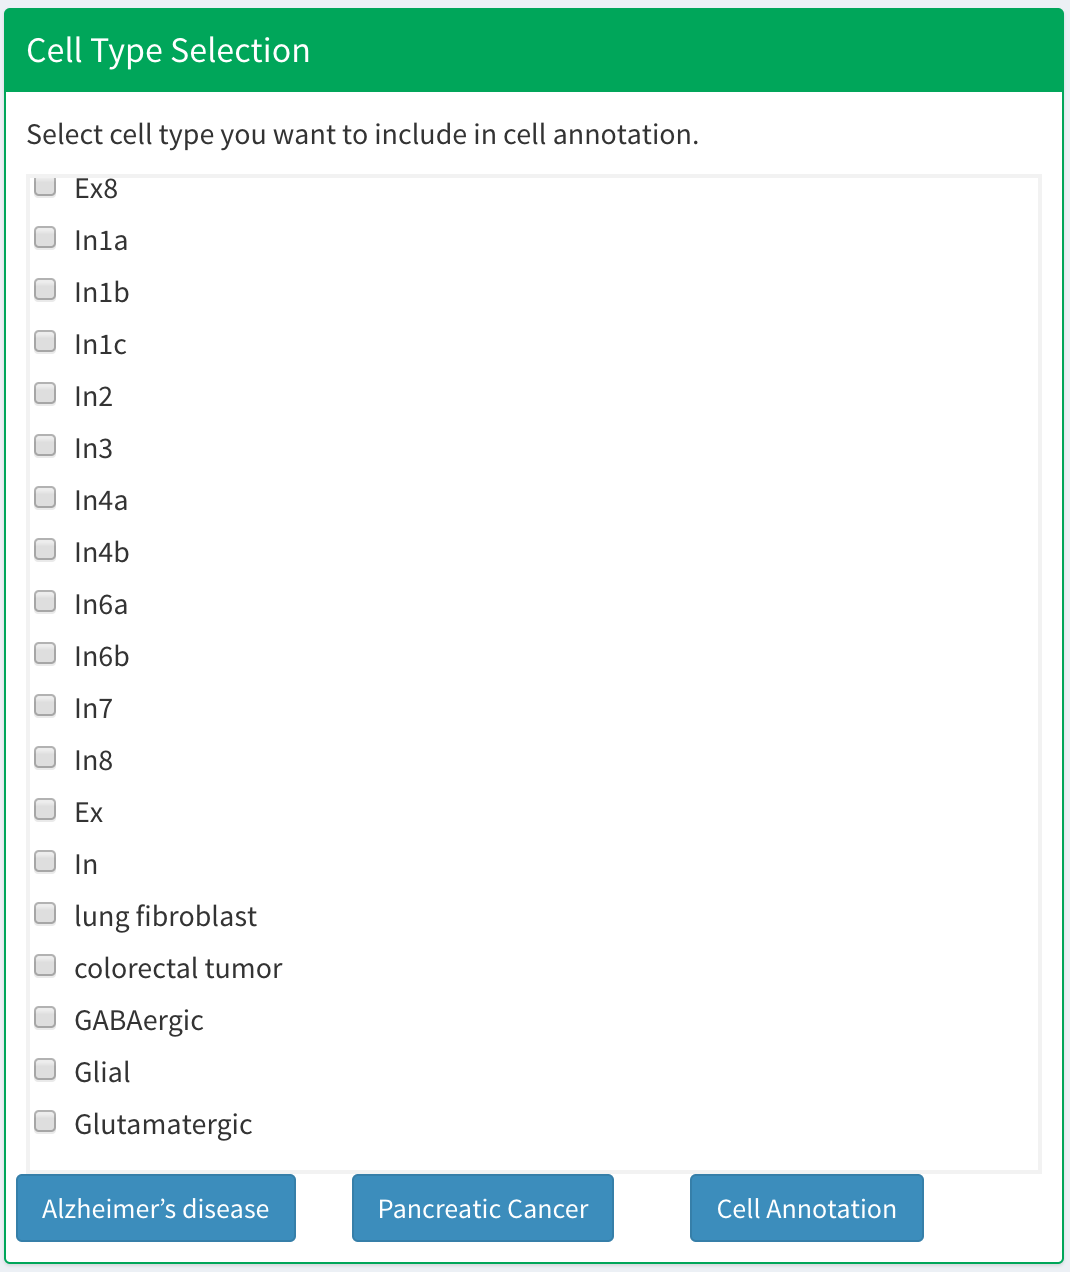 Cell Type Selection
Select cell type you want to include in cell annotation.
Ex8
In1a
In1b
In1c
In2
In3
In4a
In4b
In6a
In6b
In7
In8
Ex
In
lung fibroblast
colorectal tumor
GABAergic
Glial
Glutamatergic
Alzheimer’s disease Pancreatic Cancer Cell Annotation